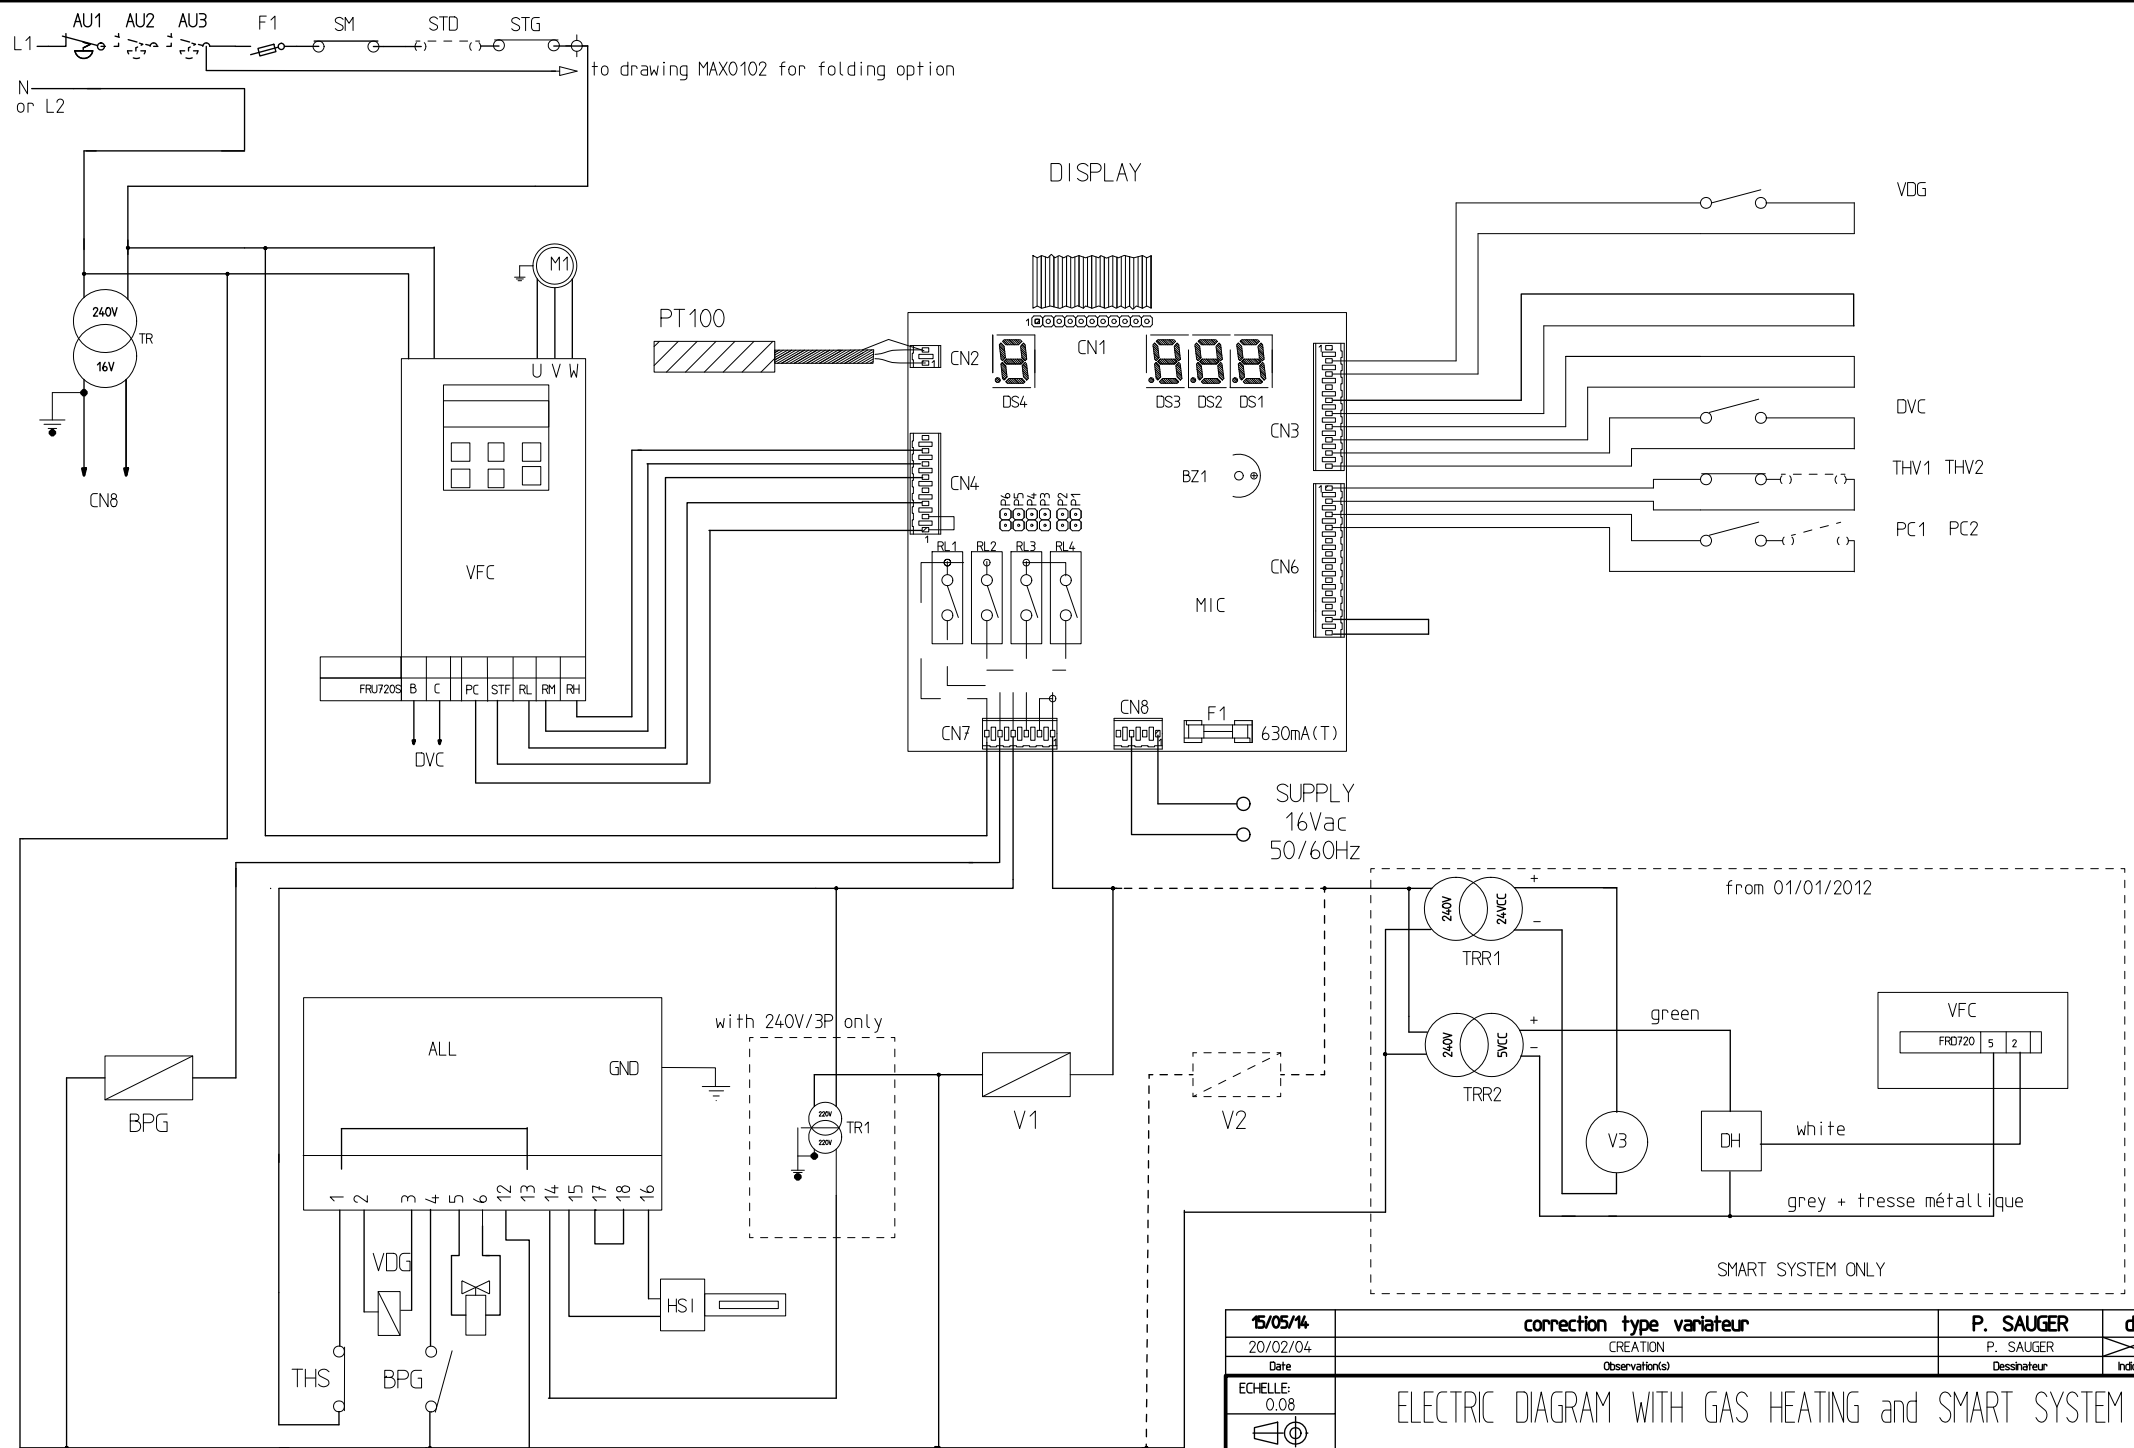 AU1 AU2 AU3 F1 SM STD STG
L1
to drawing MAX0102 for folding option
N
or L2
DISPLAY
VDG
240V
TR
16V
CN8
M1
U V W
PT100
CN2
1
1
CN1
DS4
DS3 DS2 DS1
1
CN3
DVC
BZ1
THV1 THV2
CN4
1
P6 P5 P4 P3 P2 P1
1
PC1 PC2
VFC
RL1 RL2 RL3 RL4
CN6
MIC
FRU720S B C PC STF RL RM RH
DVC
CN7
1
CN8
F1
630mA(T)
SUPPLY
16Vac
50/60Hz
from 01/01/2012
240V 24VCC
+
-
TRR1
with 240V/3P only
ALL
GND
BPG
220V
TR1
220V
V1
V2
240V 5VCC
+
-
TRR2
green
VFC
FRD720 5 2
V3
DH
white
grey + tresse métallique
SMART SYSTEM ONLY
1 2 3 4 5 6 12 13 14 15 17 18 16
VDG
HSI
THS
BPG
15/05/14 correction type variateur P. SAUGER d
20/02/04 CREATION P. SAUGER
Date Observation(s) Dessinateur Indi
ECHELLE:
0.08
ELECTRIC DIAGRAM WITH GAS HEATING and SMART SYSTEM